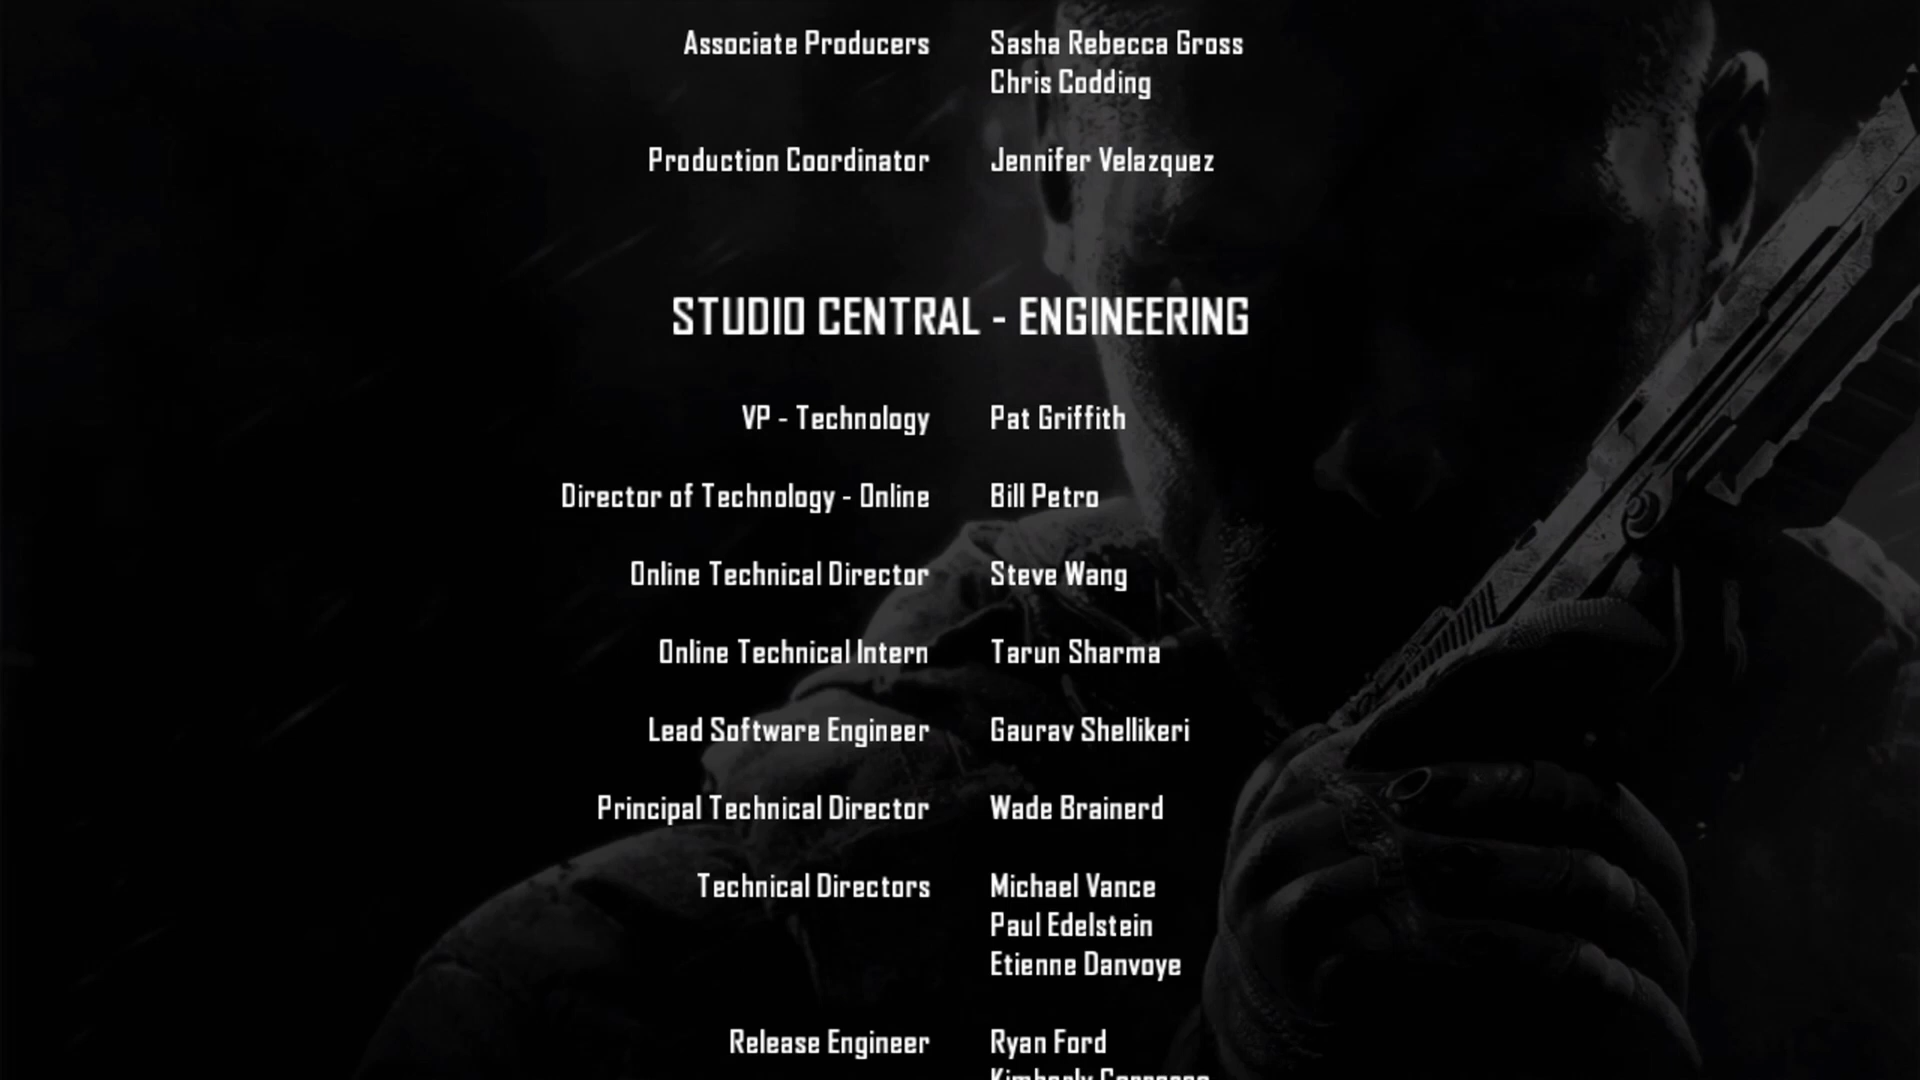 Associate Producers Sasha Rebecca Gross
Chris Codding
Production Coordinator Jennifer Velazquez
STUDIO CENTRAL - ENGINEERING
VP - Technology Pat Griffith
Director of Technology - Online Bill Petro
Online Technical Director Steve Wang
Online Technical Intern Tarun Sharma
Lead Software Engineer Gaurav Shellikeri
Principal Technical Director Wade Brainerd
Technical Directors Michael Vance
Paul Edelstein
Etienne Danvoye
Release Engineer Ryan Ford
Kimberly